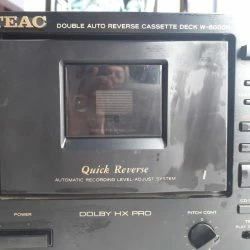 TEAC
DOUBLE AUTO REVERSE CASSETTE DECK
Quick Reverse
AUTOMATIC RECORDING LEVEL-ADJUST SYSTEM
POWER
DOLBY HX PRO
PITCH CONT